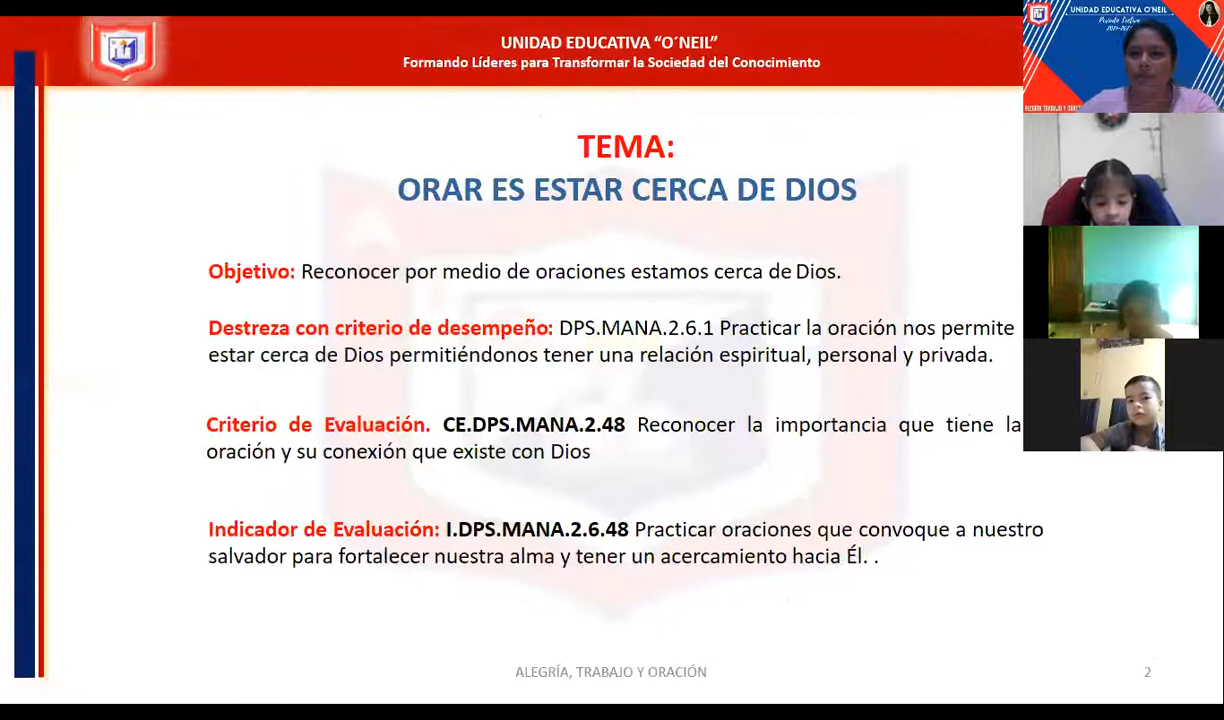 UNIDAD EDUCATIVA “O´NEIL”
Formando Líderes para Transformar la Sociedad del Conocimiento
UNIDAD EDUCATIVA O'NEIL
TEMA:
ORAR ES ESTAR CERCA DE DIOS
Objetivo: Reconocer por medio de oraciones estamos cerca de Dios.
Destreza con criterio de desempeño: DPS.MANA.2.6.1 Practicar la oración nos permite
estar cerca de Dios permitiéndonos tener una relación espiritual, personal y privada.
Criterio de Evaluación. CE.DPS.MANA.2.48 Reconocer la importancia que tiene la
oración y su conexión que existe con Dios
Indicador de Evaluación: I.DPS.MANA.2.6.48 Practicar oraciones que convoque a nuestro
salvador para fortalecer nuestra alma y tener un acercamiento hacia Él. .
ALEGRÍA, TRABAJO Y ORACIÓN
2